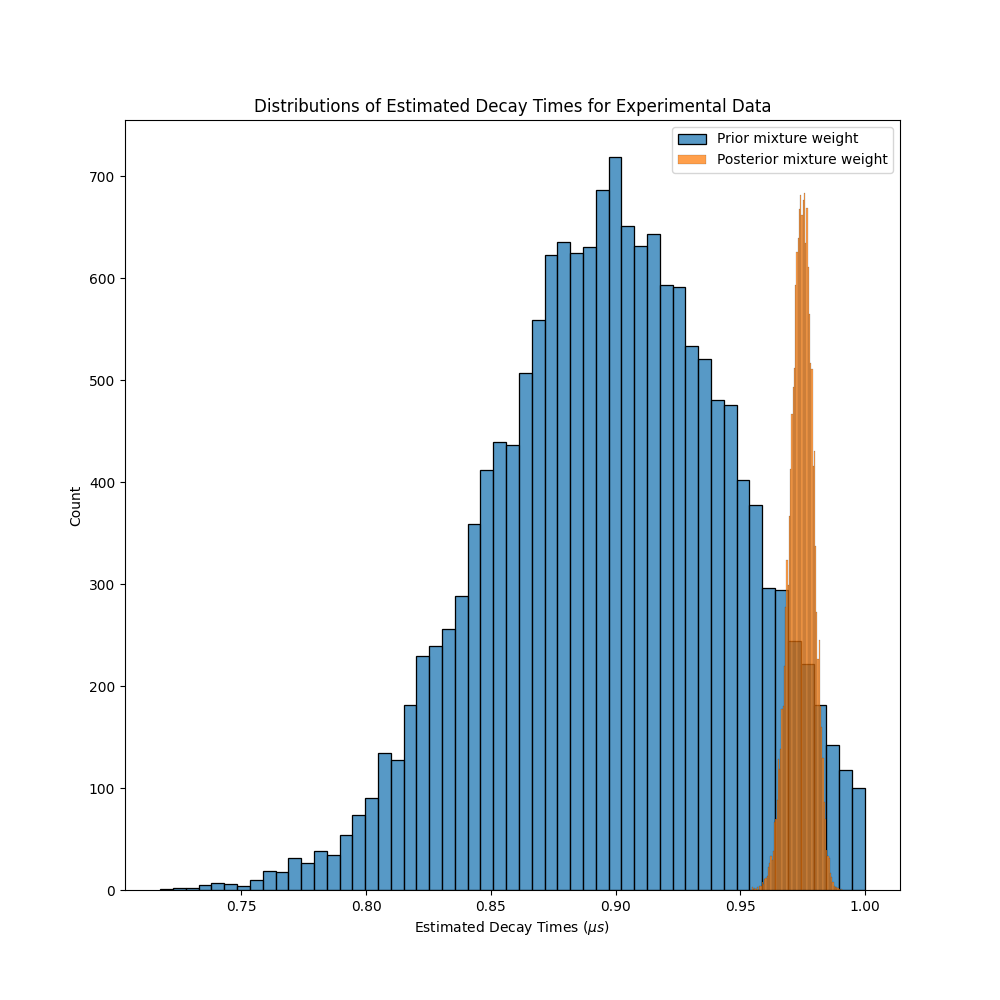 Distributions of Estimated Decay Times for Experimental Data
Prior mixture weight
Posterior mixture weight
Count
700
600
500
400
300
200
100
0
0.75 0.80 0.85 0.90 0.95 1.00
Estimated Decay Times (μs)